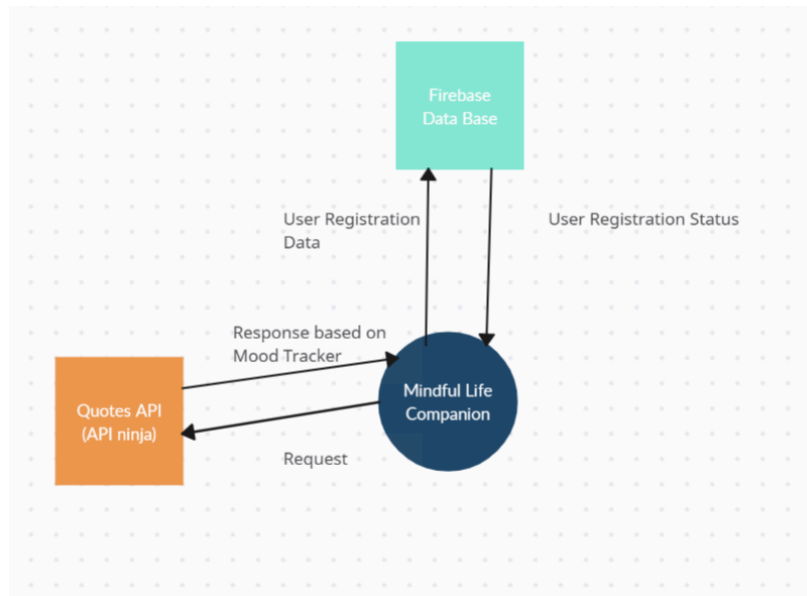 Firebase
Data Base
User Registration
Data
User Registration Status
Response based on
Mood Tracker
Mindful Life
Companion
Quotes API
(API ninja)
Request